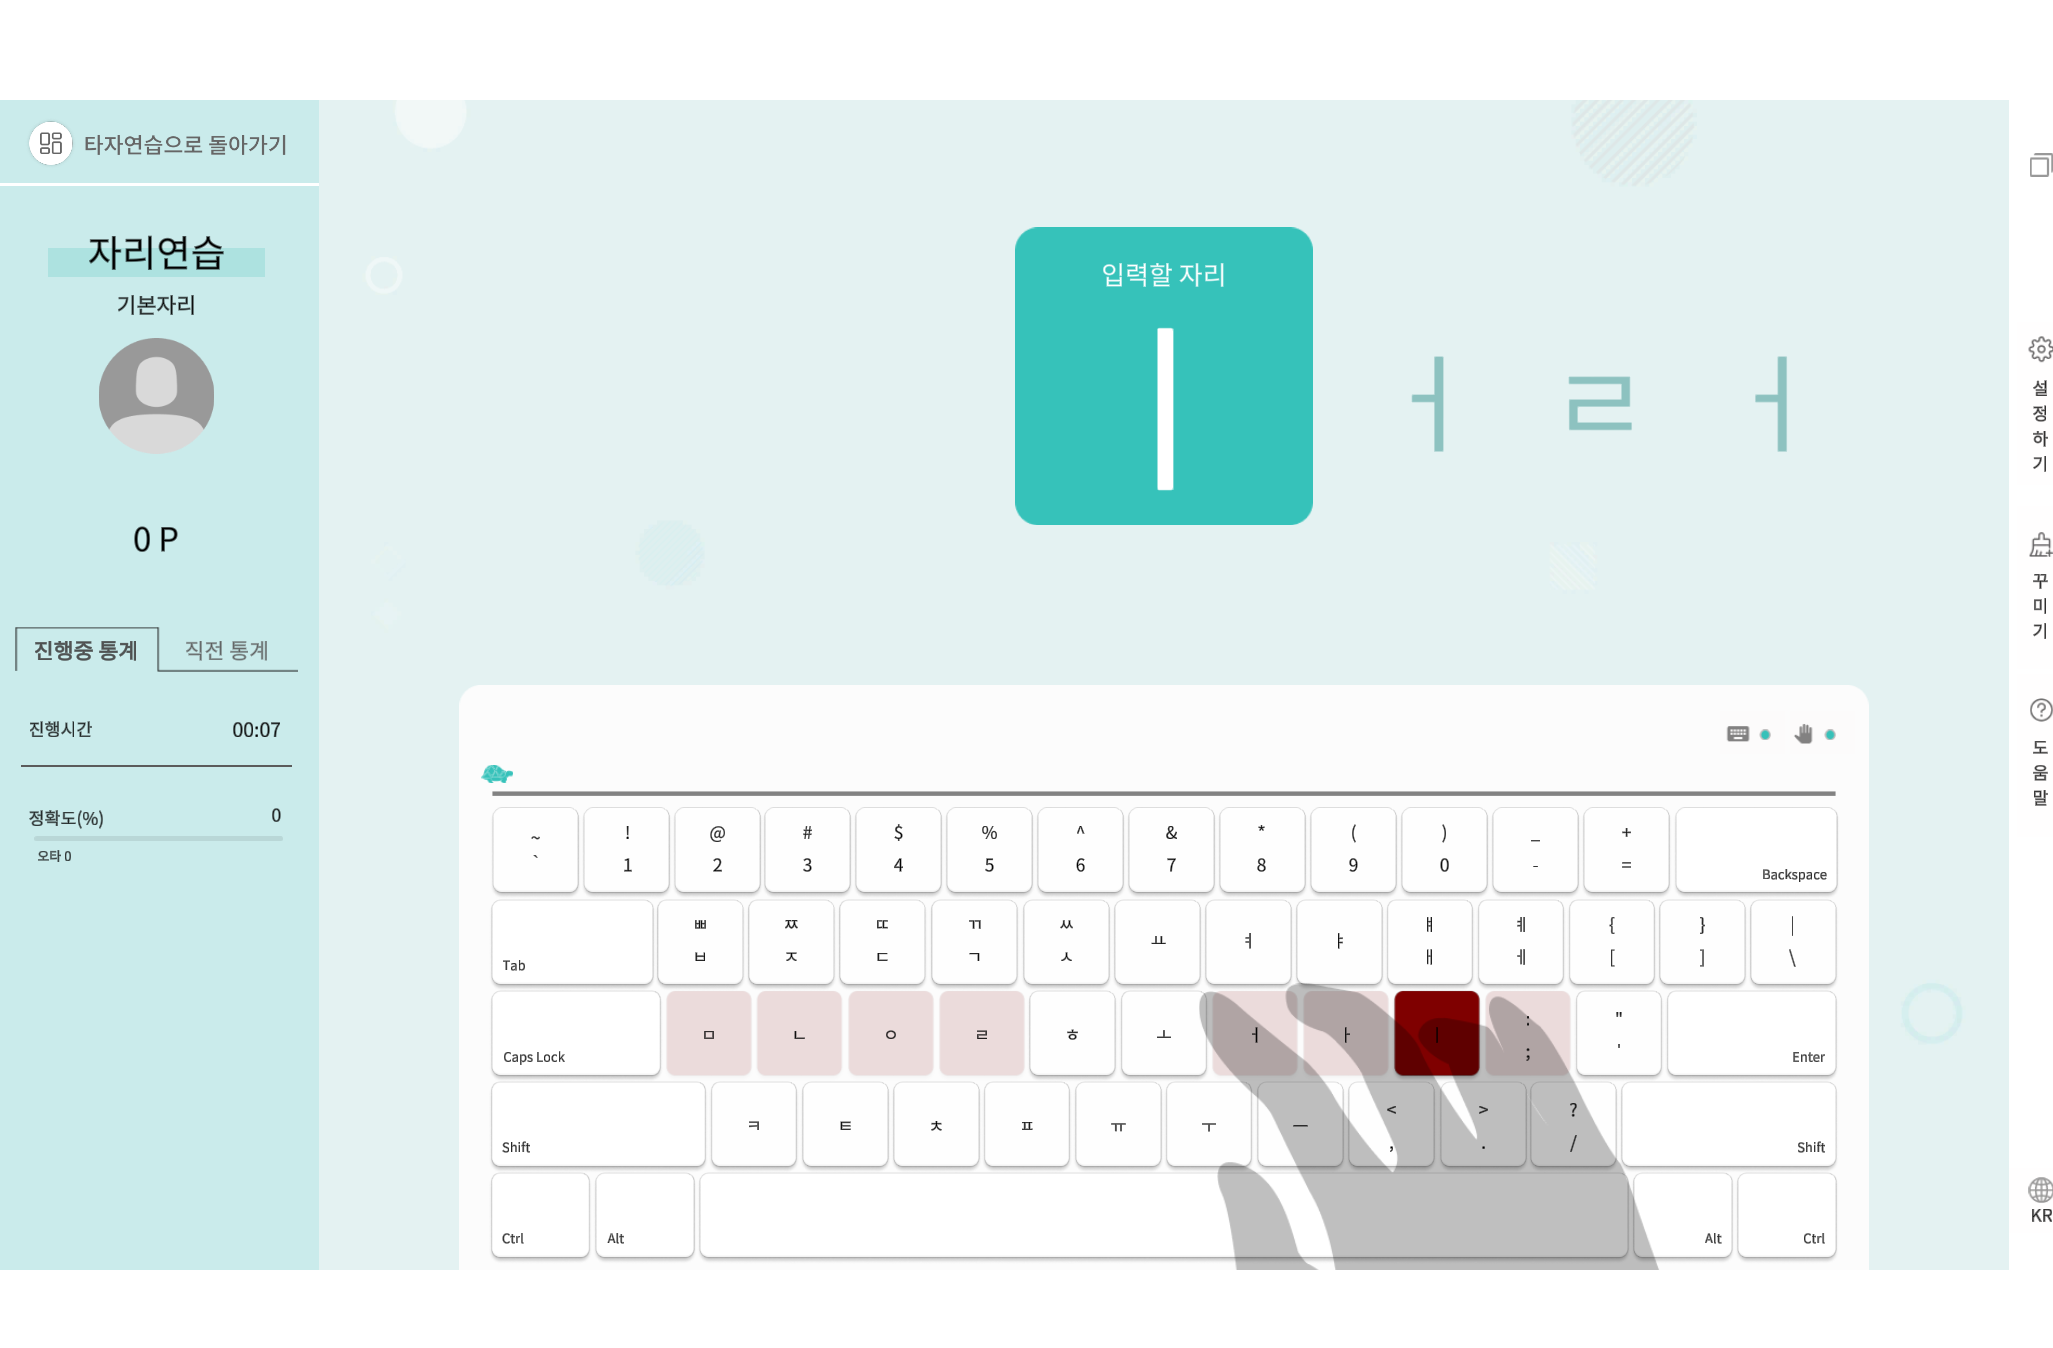 타자연습으로 돌아가기
자리연습
기본자리
0 P
진행중 통계 직전 통계
진행시간 00:07
정확도(%) 0
오타 0
입력할 자리
ㅣ ㅓ ㄹ ㅓ
~ ! @ # $ % ^ & * ( ) _ +
` 1 2 3 4 5 6 7 8 9 0 - = Backspace
ㅃ ㅉ ㄸ ㄲ ㅆ ㅒ ㅖ { } |
Tab ㅂ ㅈ ㄷ ㄱ ㅅ ㅛ ㅕ ㅑ ㅐ ㅔ [ ] \
: "
Caps Lock ㅁ ㄴ ㅇ ㄹ ㅎ ㅗ ㅓ ㅏ ㅣ ; ' Enter
< > ?
Shift ㅋ ㅌ ㅊ ㅍ ㅠ ㅜ ㅡ , . / Shift
Ctrl Alt Alt Ctrl
설정하기
꾸미기
도움말
KR